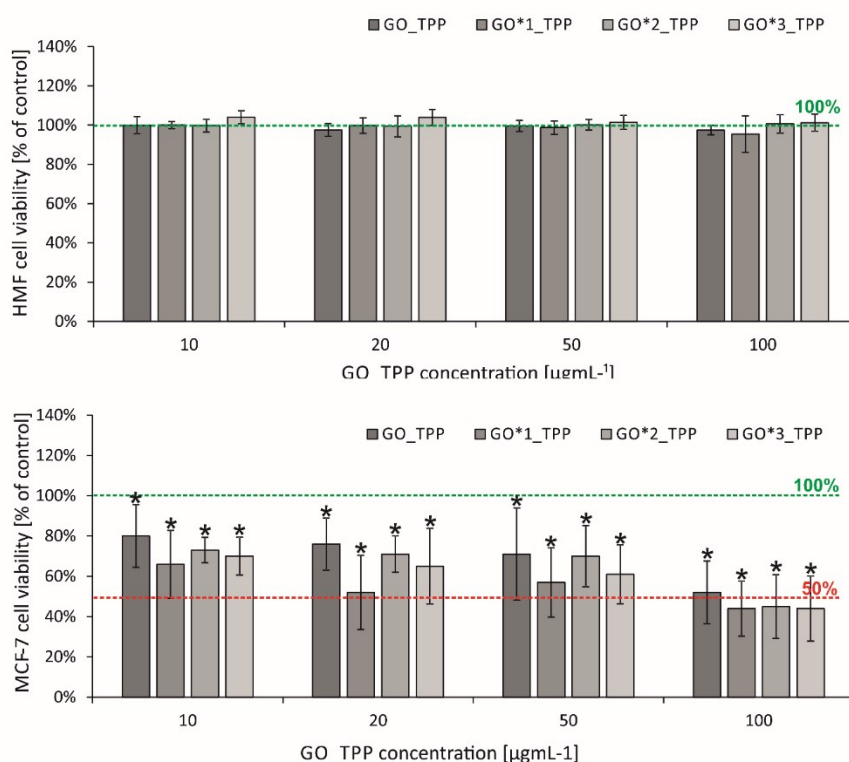 GO_TPP GO*1_TPP GO*2_TPP GO*3_TPP
140%
120%
100%
80%
60%
40%
20%
0%
HMF cell viability [% of control]
100%
10 20 50 100
GO_TPP concentration [µgmL-¹]
GO_TPP GO*1_TPP GO*2_TPP GO*3_TPP
140%
120%
100%
80%
60%
40%
20%
0%
MCF-7 cell viability [% of control]
100%
50%
* * * * * * * * * * * * * * * *
10 20 50 100
GO_TPP concentration [µgmL-1]